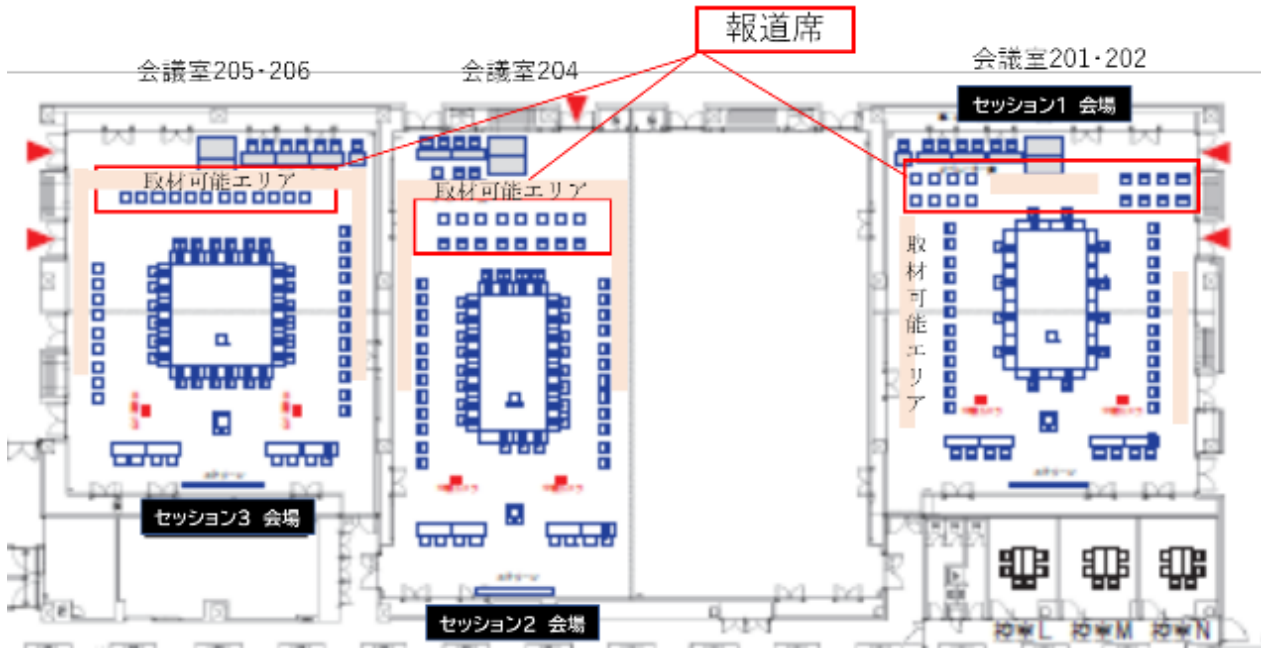 報道席
会議室205・206
会議室204
会議室201・202
セッション1 会場
取材可能エリア
取材可能エリア
取材可能エリア
セッション3 会場
セッション2 会場
控室L
控室M
控室N